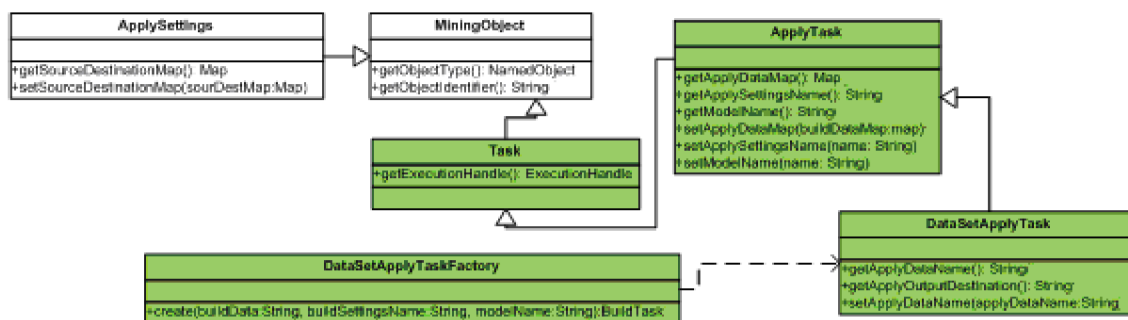 ApplySettings
+getSourceDestinationMap(): Map
+setSourceDestinationMap(sourDestMap:Map)
MiningObject
+getObjectType(): NamedObject
+getObjectIdentifier(): String
ApplyTask
+getApplyDataMap(): Map
+getApplySettingsName(): String
+getModelName(): String
+setApplyDataMap(buildDataMap:map)
+setApplySettingsName(name: String)
+setModelName(name: String)
Task
+getExecutionHandle(): ExecutionHandle
DataSetApplyTask
+getApplyDataName(): String
+getApplyOutputDestination(): String
+setApplyDataName(applyDataName:String,
DataSetApplyTaskFactory
+create(buildData:String, buildSettingsName:String, modelName:String):BuildTask